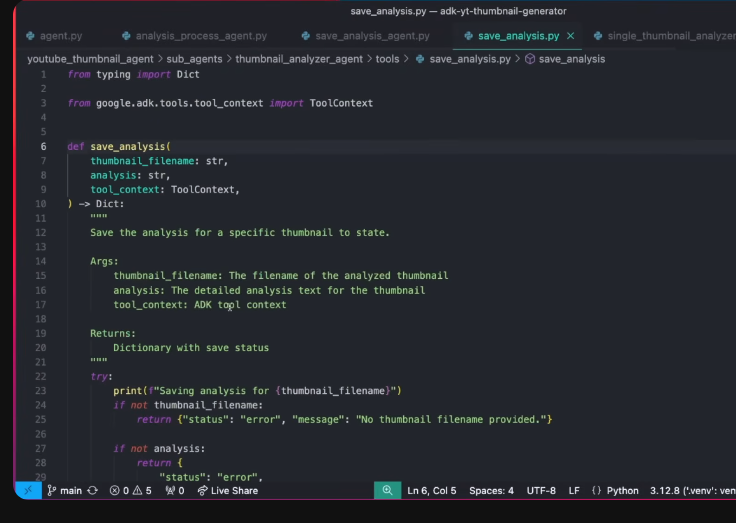 save_analysis.py — adk-yt-thumbnail-generator
agent.py analysis_process_agent.py save_analysis_agent.py save_analysis.py × single_thumbnail_analyzer
youtube_thumbnail_agent > sub_agents > thumbnail_analyzer_agent > tools > save_analysis.py > save_analysis
1 from typing import Dict
2
3 from google.adk.tools.tool_context import ToolContext
4
5
6 def save_analysis(
7 thumbnail_filename: str,
8 analysis: str,
9 tool_context: ToolContext,
10 ) -> Dict:
11 """
12 Save the analysis for a specific thumbnail to state.
13
14 Args:
15 thumbnail_filename: The filename of the analyzed thumbnail
16 analysis: The detailed analysis text for the thumbnail
17 tool_context: ADK tool context
18
19 Returns:
20 Dictionary with save status
21 """
22 try:
23 print(f"Saving analysis for {thumbnail_filename}")
24 if not thumbnail_filename:
25 return {"status": "error", "message": "No thumbnail filename provided."}
26
27 if not analysis:
28 return {
29 "status": "error",
main 0 5 0 Live Share Ln 6, Col 5 Spaces: 4 UTF-8 LF {} Python 3.12.8 ('.venv': ven